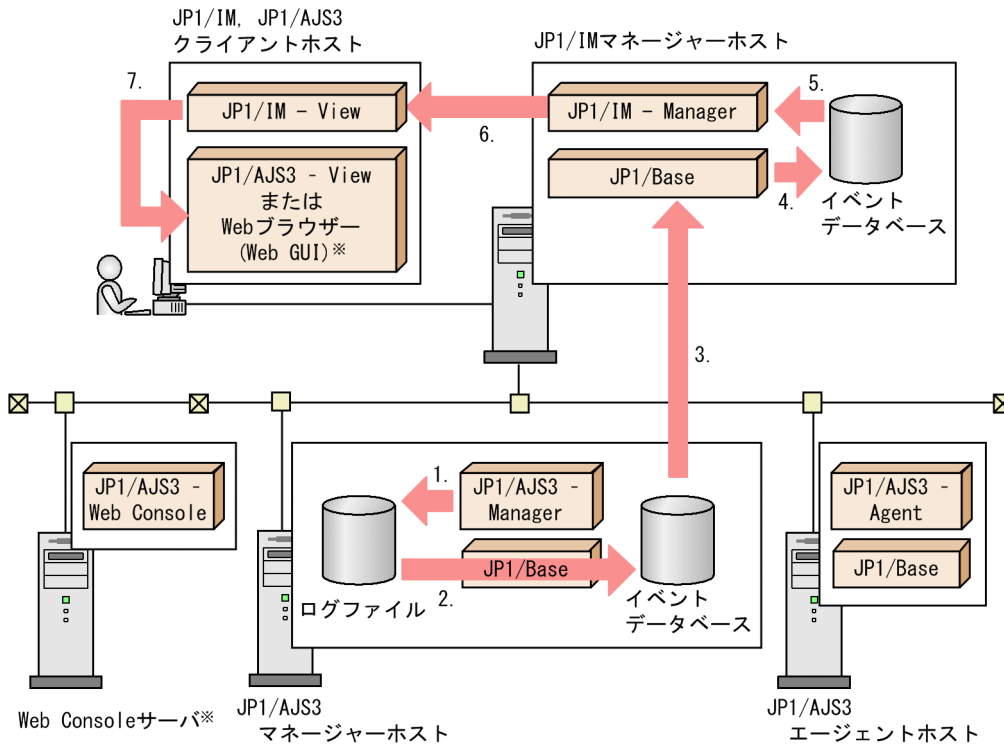 JP1/IM, JP1/AJS3
クライアントホスト
JP1/IMマネージャーホスト
7.
JP1/IM - View
6.
JP1/IM - Manager
5.
JP1/AJS3 - View
または
Webブラウザー
(Web GUI)※
JP1/Base
4.
イベント
データベース
3.
JP1/AJS3 -
Web Console
1.
JP1/AJS3 -
Manager
JP1/AJS3 -
Agent
2.
JP1/Base
JP1/Base
ログファイル
イベント
データベース
Web Consoleサーバ※
JP1/AJS3
マネージャーホスト
JP1/AJS3
エージェントホスト